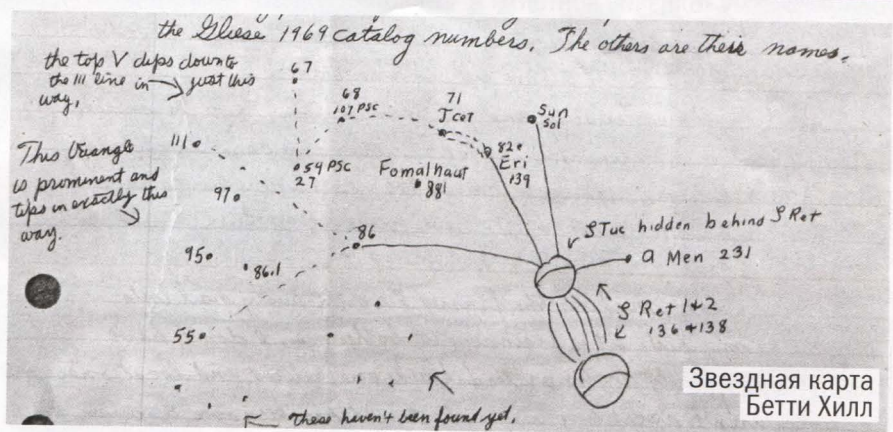 the Gliese 1969 catalog numbers. The others are their names.
the top V dips down to
the 111 line in just this
way.
67
68
107 PSC
71
T Cet
Sun
Sol
111
This triangle
is prominent and
tips in exactly this
way.
54 PSC
27
Fomalhaut
881
82
Eri
139
97
86
ζ Tuc hidden behind ζ Ret
α Men 231
95
86.1
ζ Ret 1&2
136 & 138
55
These haven't been found yet.
Звездная карта
Бетти Хилл